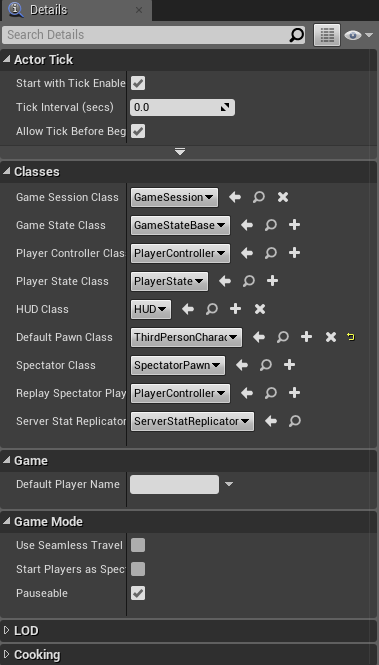 Details
Search Details
Actor Tick
Start with Tick Enable
Tick Interval (secs) 0.0
Allow Tick Before Beg
Classes
Game Session Class GameSession
Game State Class GameStateBase
Player Controller Clas PlayerController
Player State Class PlayerState
HUD Class HUD
Default Pawn Class ThirdPersonCharac
Spectator Class SpectatorPawn
Replay Spectator Play PlayerController
Server Stat Replicator ServerStatReplicator
Game
Default Player Name
Game Mode
Use Seamless Travel
Start Players as Spect
Pauseable
LOD
Cooking